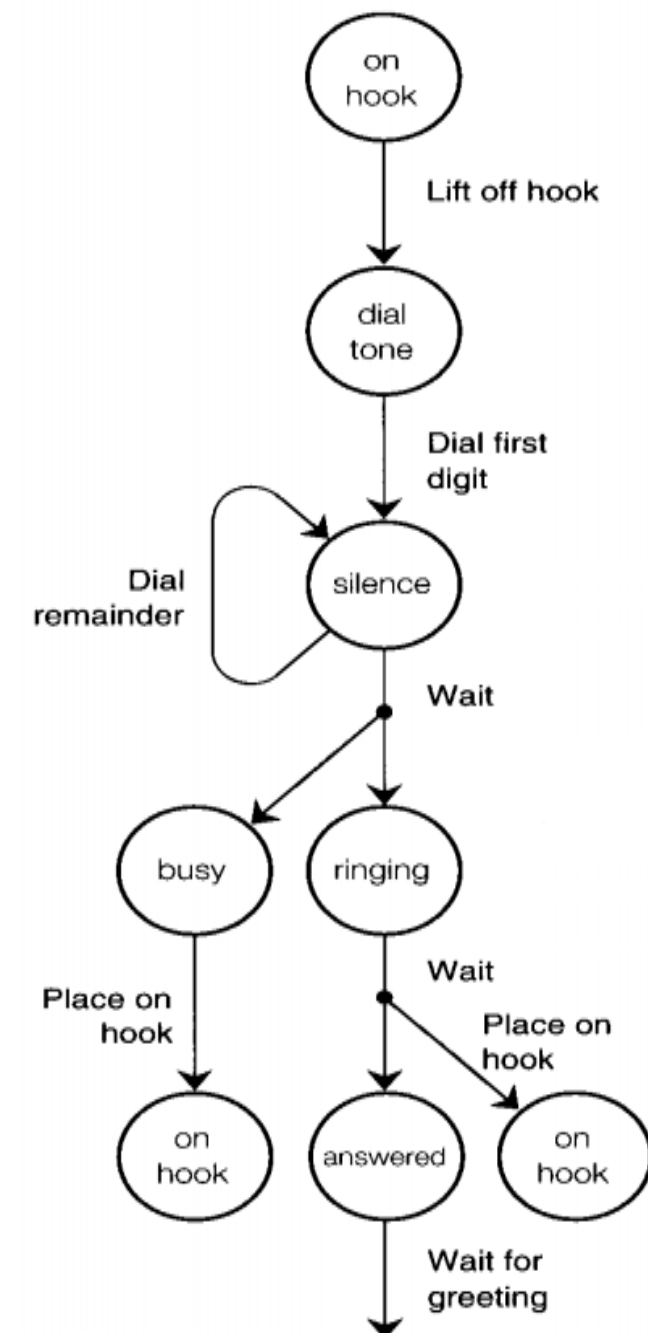 on
hook
Lift off hook
dial
tone
Dial first
digit
silence
Dial
remainder
Wait
busy
ringing
Place on
hook
Wait
Place on
hook
on
hook
answered
on
hook
Wait for
greeting